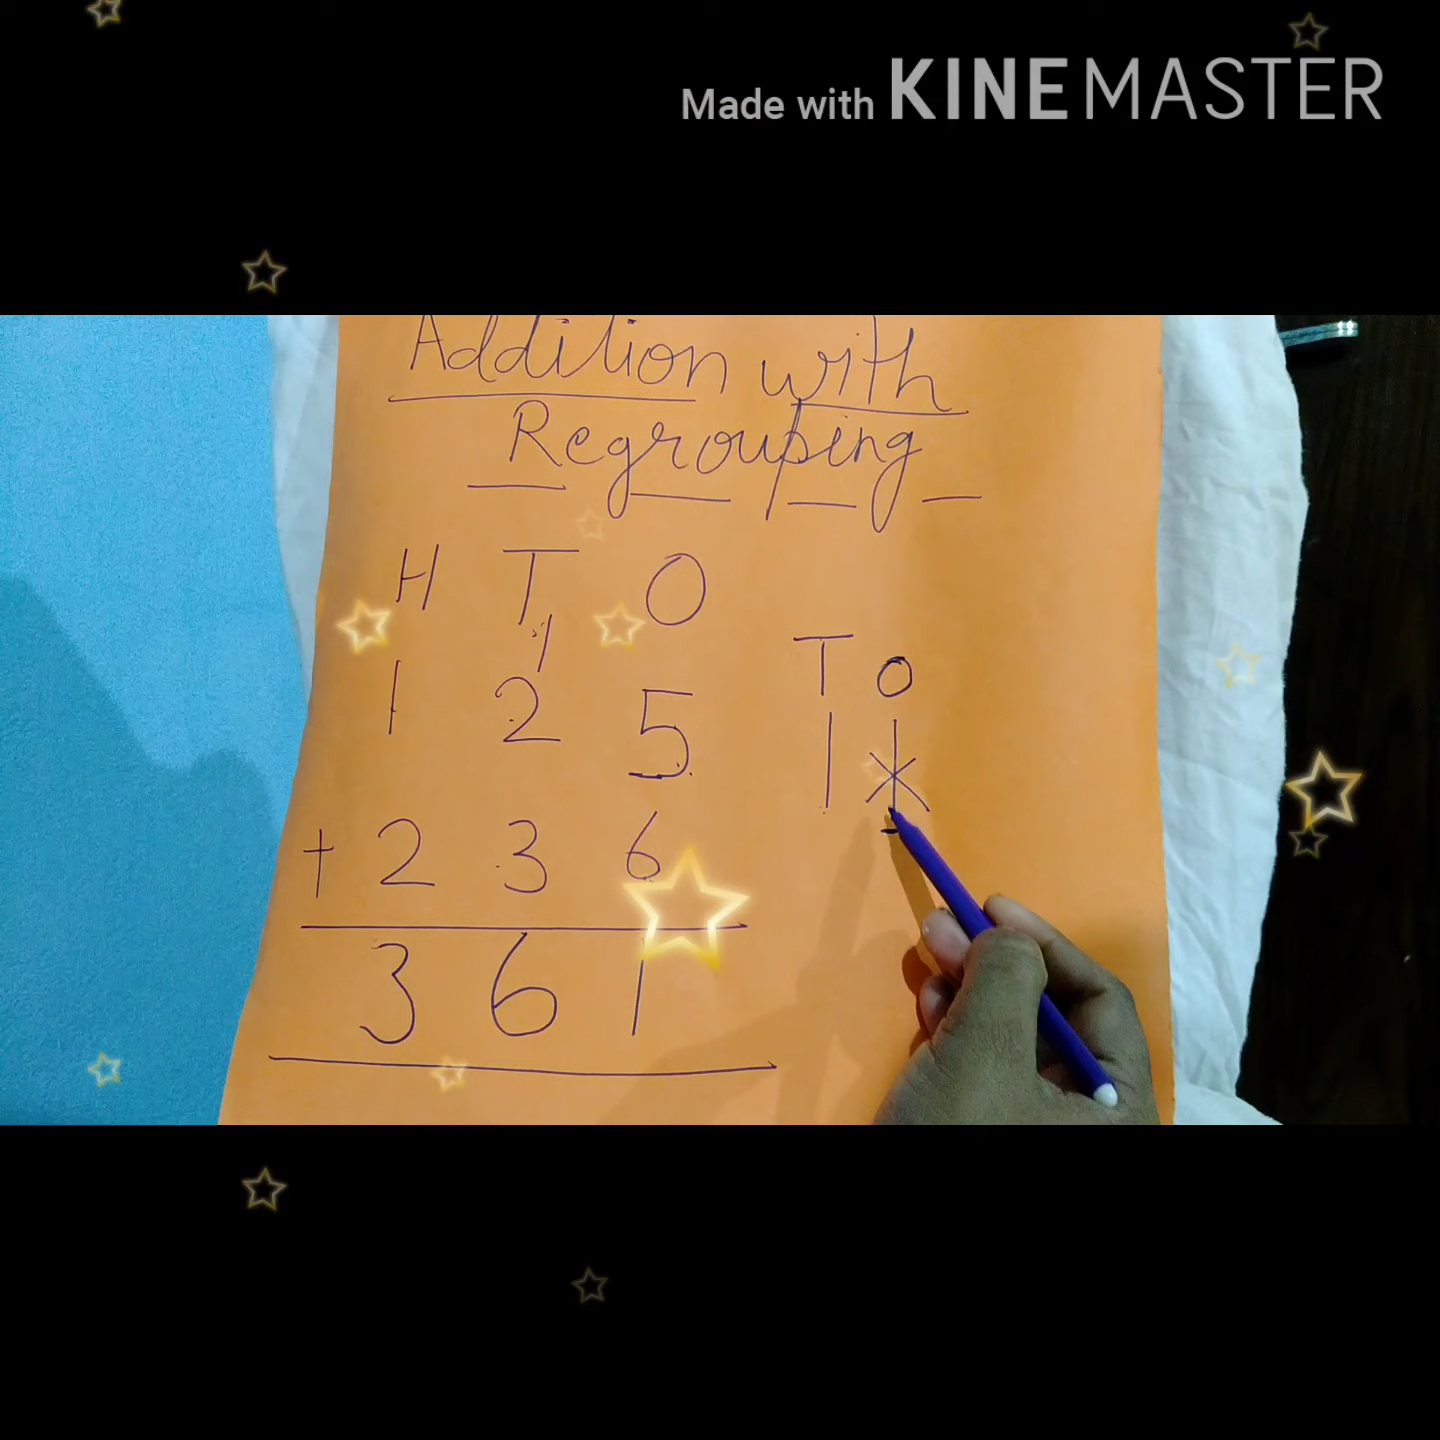 Made with KINEMASTER
Addition with
Regrouping
H T O
1
1 2 5
+ 2 3 6
3 6 1
T O
1 1